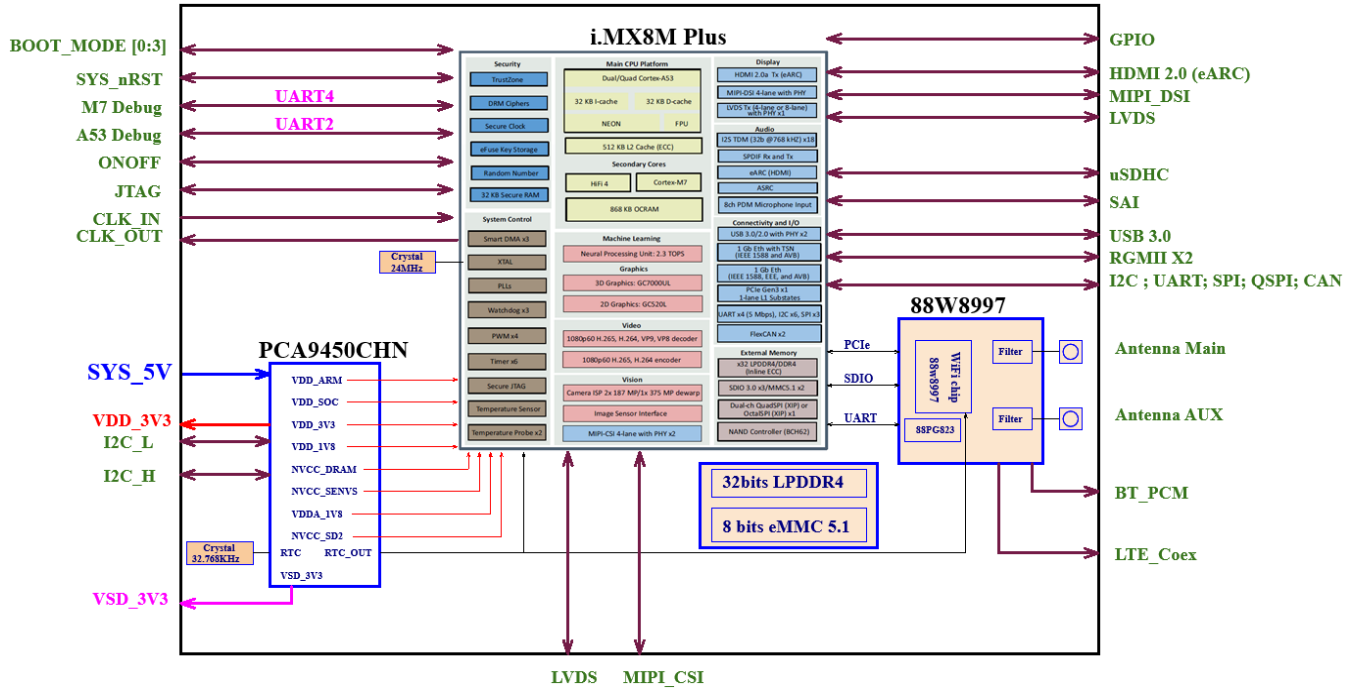 BOOT_MODE [0:3]
SYS_nRST
M7 Debug
UART4
A53 Debug
UART2
ONOFF
JTAG
CLK_IN
CLK_OUT
Crystal
24MHz
SYS_5V
VDD_3V3
I2C_L
I2C_H
Crystal
32.768KHz
VSD_3V3
PCA9450CHN
VDD_ARM
VDD_SOC
VDD_3V3
VDD_1V8
NVCC_DRAM
NVCC_SENVS
VDDA_1V8
NVCC_SD2
RTC
RTC_OUT
VSD_3V3
i.MX8M Plus
Security
TrustZone
DRM Ciphers
Secure Clock
eFuse Key Storage
Random Number
32 KB Secure RAM
System Control
Smart DMA x3
XTAL
PLLs
Watchdog x3
PWM x4
Timer x6
Secure JTAG
Temperature Sensor
Temperature Probe x2
Main CPU Platform
Dual/Quad Cortex-A53
32 KB I-cache
32 KB D-cache
NEON
FPU
512 KB L2 Cache (ECC)
Secondary Cores
HiFi 4
Cortex-M7
868 KB OCRAM
Machine Learning
Neural Processing Unit: 2.3 TOPS
Graphics
3D Graphics: GC7000UL
2D Graphics: GC520L
Video
1080p60 H.265, H.264, VP9, VP8 decoder
1080p60 H.265, H.264 encoder
Vision
Camera ISP 2x 187 MP/1x 375 MP dewarp
Image Sensor Interface
MIPI-CSI 4-lane with PHY x2
Display
HDMI 2.0a Tx (eARC)
MIPI-DSI 4-lane with PHY
LVDS Tx (4-lane or 8-lane)
with PHY x1
Audio
I2S TDM (32b @768 kHz) x18
SPDIF Rx and Tx
eARC (HDMI)
ASRC
8ch PDM Microphone Input
Connectivity and I/O
USB 3.0/2.0 with PHY x2
1 Gb Eth with TSN
(IEEE 1588 and AVB)
1 Gb Eth
(IEEE 1588, EEE, and AVB)
PCIe Gen3 x1
1-lane L1 Substates
UART x4 (5 Mbps), I2C x6, SPI x3
FlexCAN x2
External Memory
x32 LPDDR4/DDR4
(Inline ECC)
SDIO 3.0 x3/MMC5.1 x2
Dual-ch QuadSPI (XIP) or
OctalSPI (XIP) x1
NAND Controller (BCH62)
32bits LPDDR4
8 bits eMMC 5.1
LVDS
MIPI_CSI
PCIe
SDIO
UART
88W8997
WiFi chip
88w8997
88PG823
Filter
Filter
GPIO
HDMI 2.0 (eARC)
MIPI_DSI
LVDS
uSDHC
SAI
USB 3.0
RGMII X2
I2C ; UART; SPI; QSPI; CAN
Antenna Main
Antenna AUX
BT_PCM
LTE_Coex